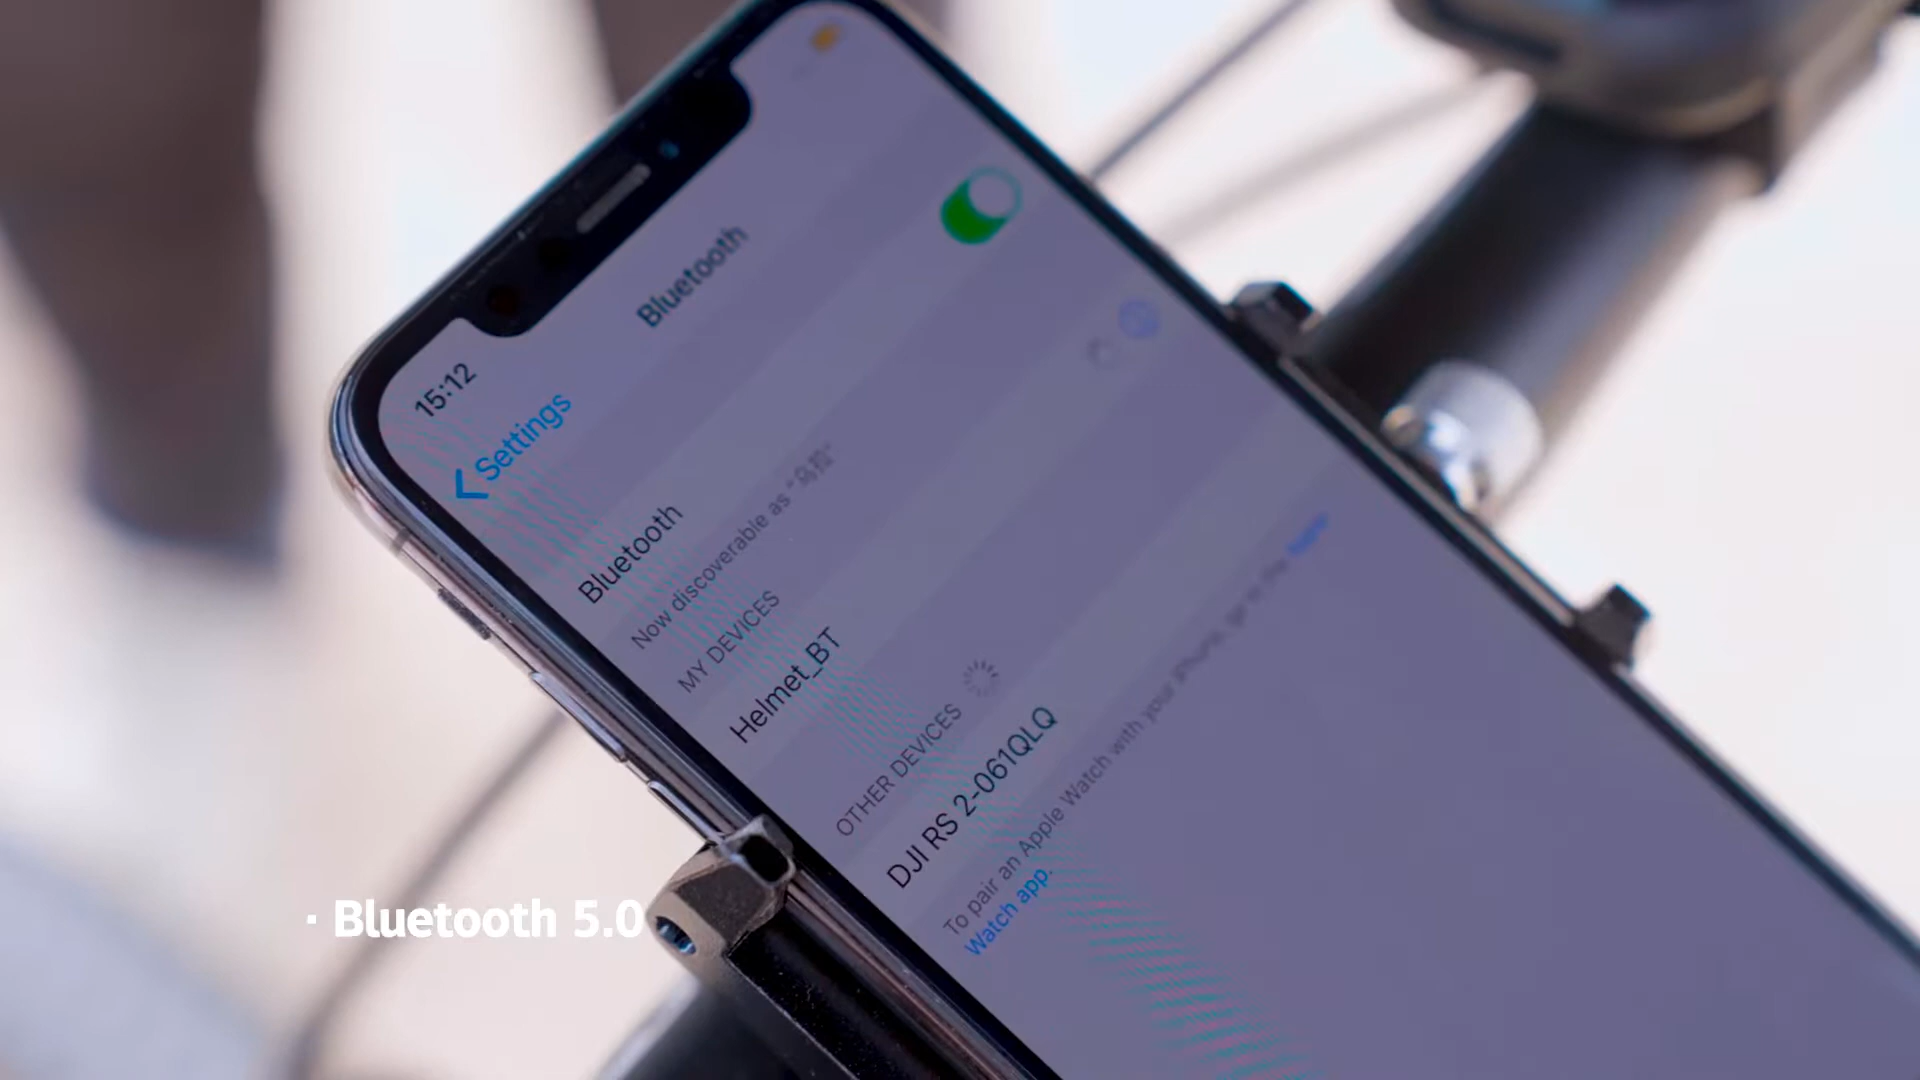 15:12
Settings
Bluetooth
Bluetooth
Now discoverable as "
MY DEVICES
Helmet_BT
OTHER DEVICES
DJI RS 2-061QLQ
To pair an Apple Watch with your iPhone, go to the
Watch app.
· Bluetooth 5.0